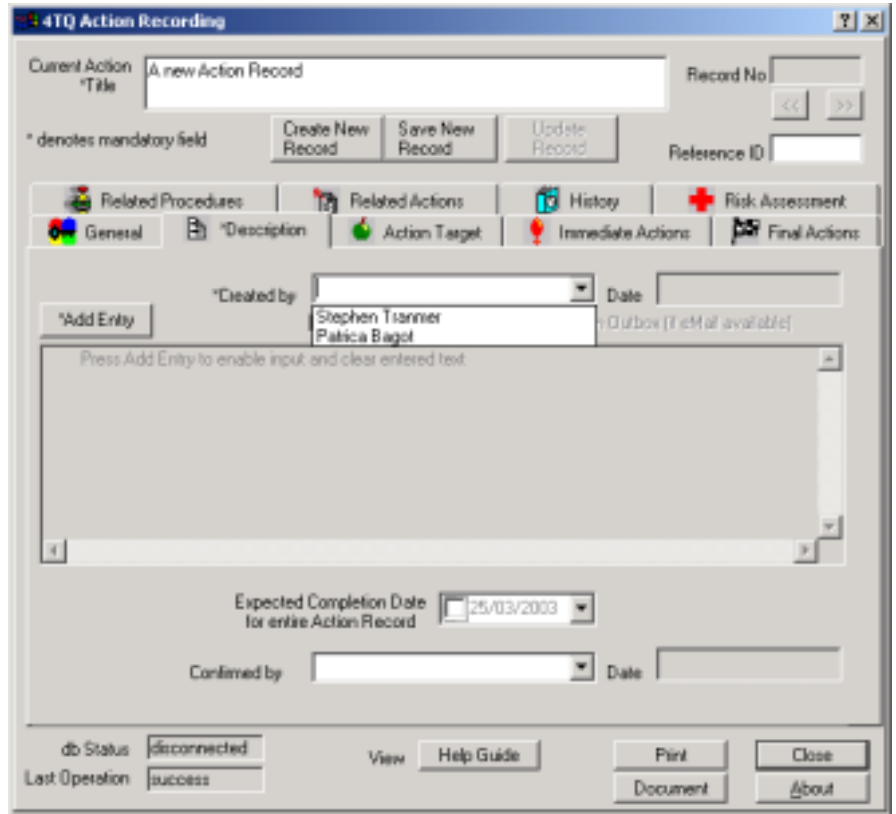 4TQ Action Recording
Current Action
*Title
A new Action Record
Record No
<< >>
* denotes mandatory field
Create New
Record
Save New
Record
Update
Record
Reference ID
Related Procedures
Related Actions
History
Risk Assessment
General
*Description
Action Target
Immediate Actions
Final Actions
*Created by
Date
*Add Entry
Stephen Tranmer
Patrica Bagot
Outbox (if eMail available)
Press Add Entry to enable input and clear entered text
Expected Completion Date
for entire Action Record
25/03/2003
Confirmed by
Date
db Status
disconnected
View
Help Guide
Print
Close
Last Operation
success
Document
About